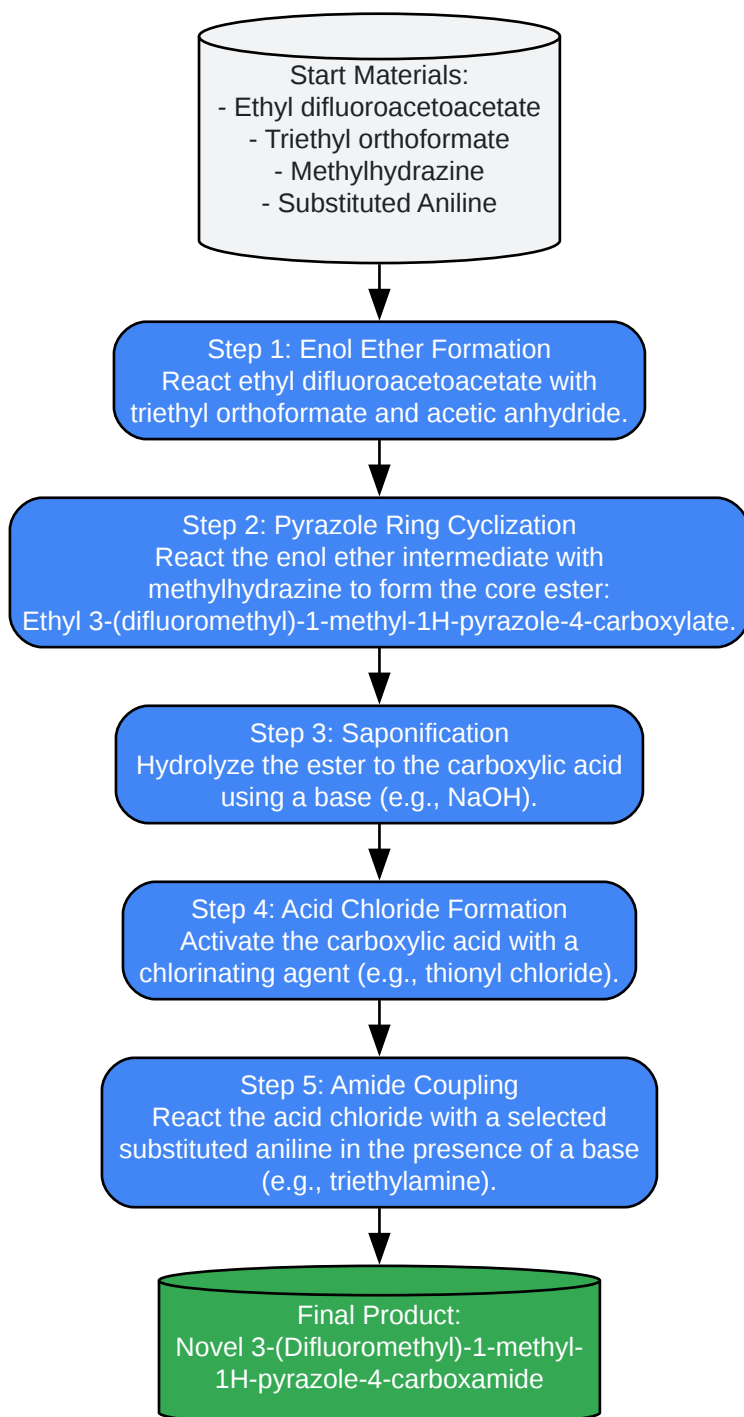 Start Materials:
- Ethyl difluoroacetoacetate
- Triethyl orthoformate
- Methylhydrazine
- Substituted Aniline
Step 1: Enol Ether Formation
React ethyl difluoroacetoacetate with
triethyl orthoformate and acetic anhydride.
Step 2: Pyrazole Ring Cyclization
React the enol ether intermediate with
methylhydrazine to form the core ester:
Ethyl 3-(difluoromethyl)-1-methyl-1H-pyrazole-4-carboxylate.
Step 3: Saponification
Hydrolyze the ester to the carboxylic acid
using a base (e.g., NaOH).
Step 4: Acid Chloride Formation
Activate the carboxylic acid with a
chlorinating agent (e.g., thionyl chloride).
Step 5: Amide Coupling
React the acid chloride with a selected
substituted aniline in the presence of a base
(e.g., triethylamine).
Final Product:
Novel 3-(Difluoromethyl)-1-methyl-
1H-pyrazole-4-carboxamide